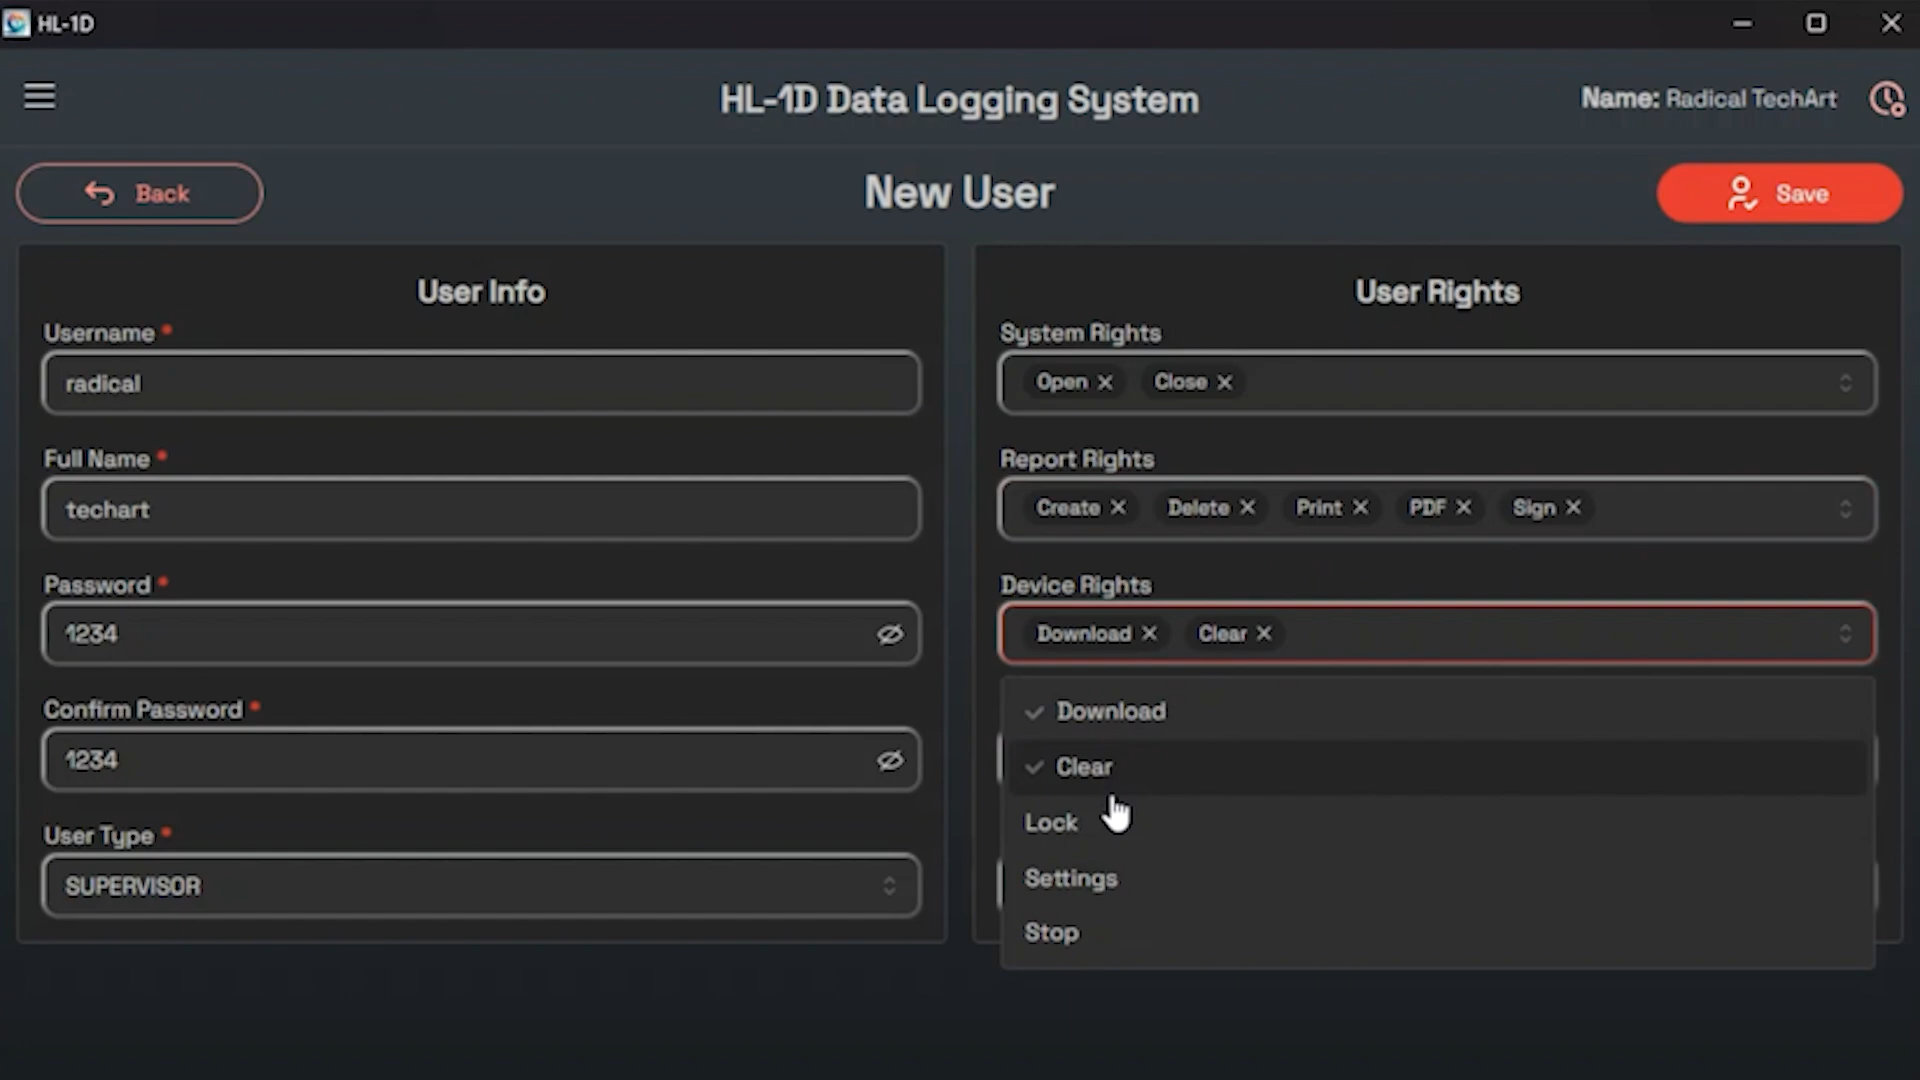 HL-1D
HL-1D Data Logging System
Name: Radical TechArt
Back
New User
Save
User Info
Username *
radical
Full Name *
techart
Password *
1234
Confirm Password *
1234
User Type *
SUPERVISOR
User Rights
System Rights
Open Close
Report Rights
Create Delete Print PDF Sign
Device Rights
Download Clear
Download
Clear
Lock
Settings
Stop